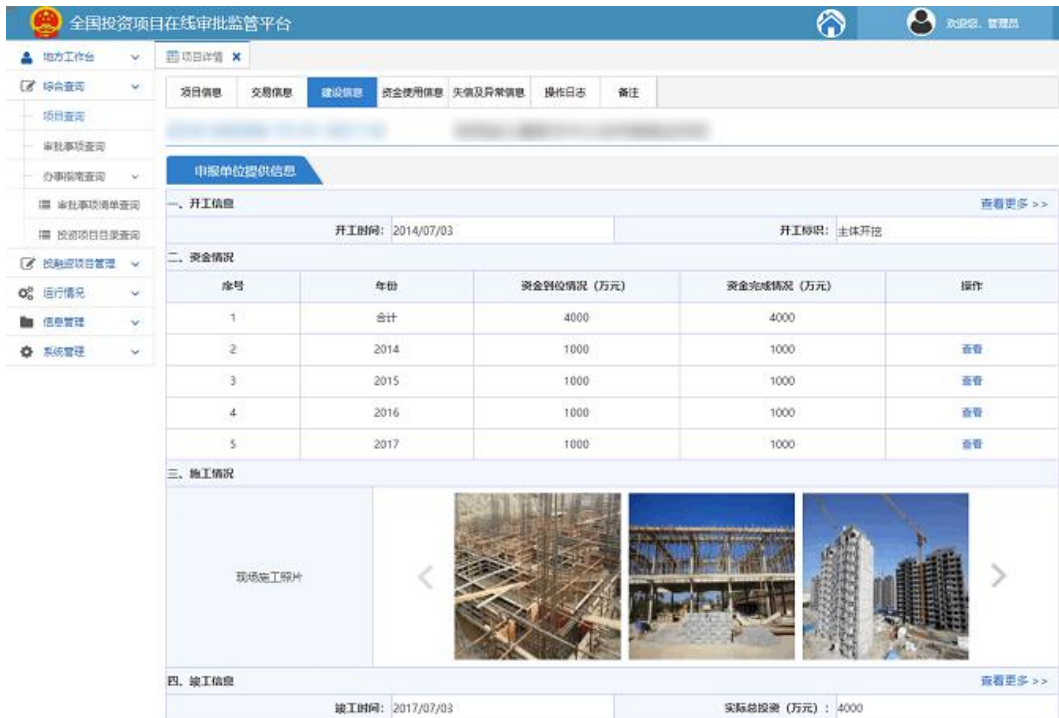 全国投资项目在线审批监管平台
欢迎您，管理员
地方工作台
项目详情
综合查询
项目信息 交易信息 建设信息 资金使用信息 失信及异常信息 操作日志 备注
项目查询
审批事项查询
办事指南查询
申报单位提供信息
审批事项清单查询
一、开工信息 查看更多 >>
投资项目目录查询
开工时间： 2014/07/03 开工标识： 主体开挖
投融资项目管理
二、资金情况
运行情况
序号 年份 资金到位情况（万元） 资金完成情况（万元） 操作
信息管理
1 合计 4000 4000
系统管理
2 2014 1000 1000 查看
3 2015 1000 1000 查看
4 2016 1000 1000 查看
5 2017 1000 1000 查看
三、施工情况
现场施工照片
四、竣工信息 查看更多 >>
竣工时间： 2017/07/03 实际总投资（万元）： 4000